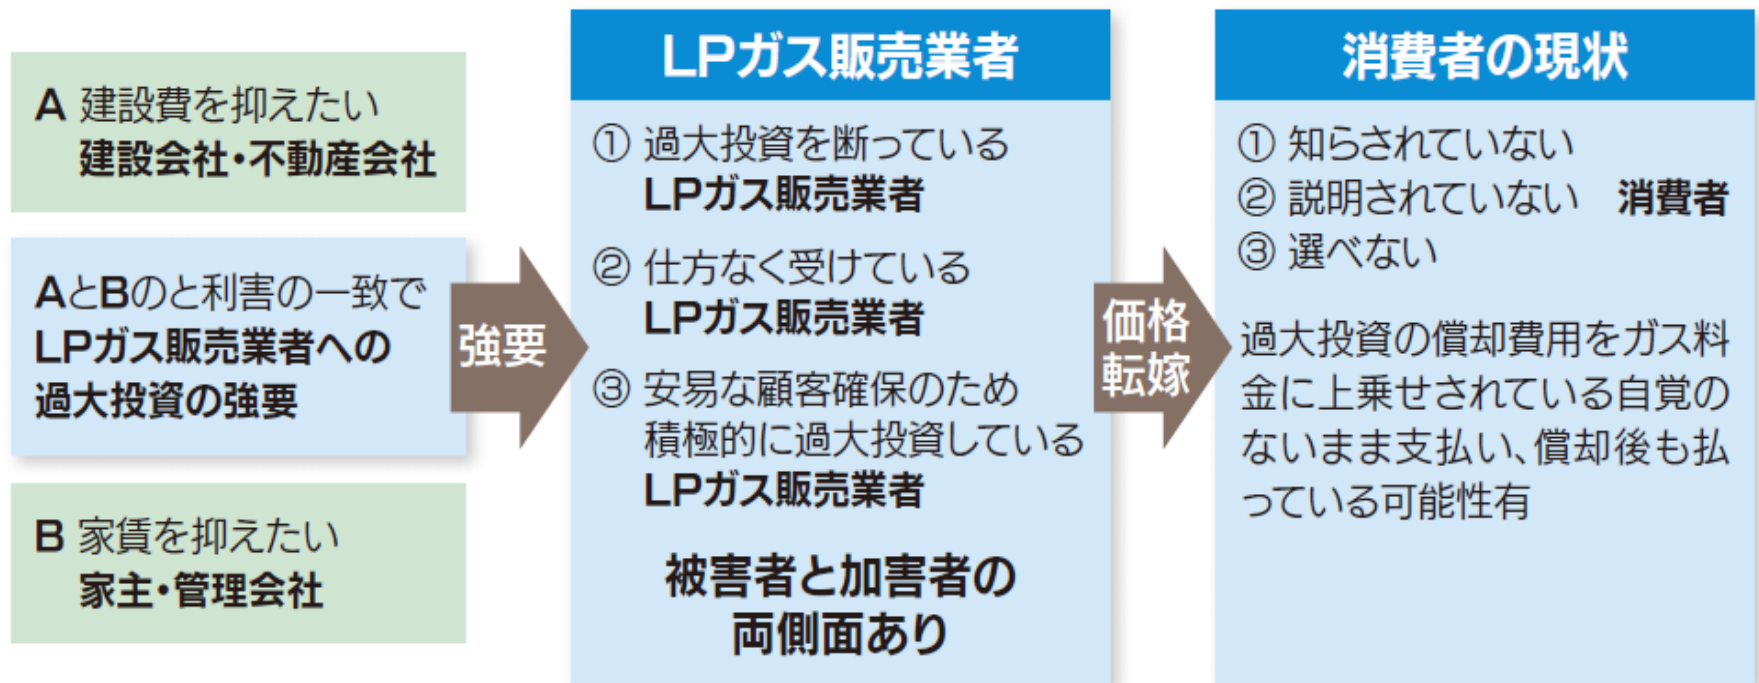 A 建設費を抑えたい
建設会社・不動産会社
AとBのと利害の一致で
LPガス販売業者への
過大投資の強要
B 家賃を抑えたい
家主・管理会社
強要
LPガス販売業者
① 過大投資を断っている
LPガス販売業者
② 仕方なく受けている
LPガス販売業者
③ 安易な顧客確保のため
積極的に過大投資している
LPガス販売業者
被害者と加害者の
両側面あり
価格
転嫁
消費者の現状
① 知らされていない
② 説明されていない 消費者
③ 選べない
過大投資の償却費用をガス料
金に上乗せされている自覚の
ないまま支払い、償却後も払
っている可能性有